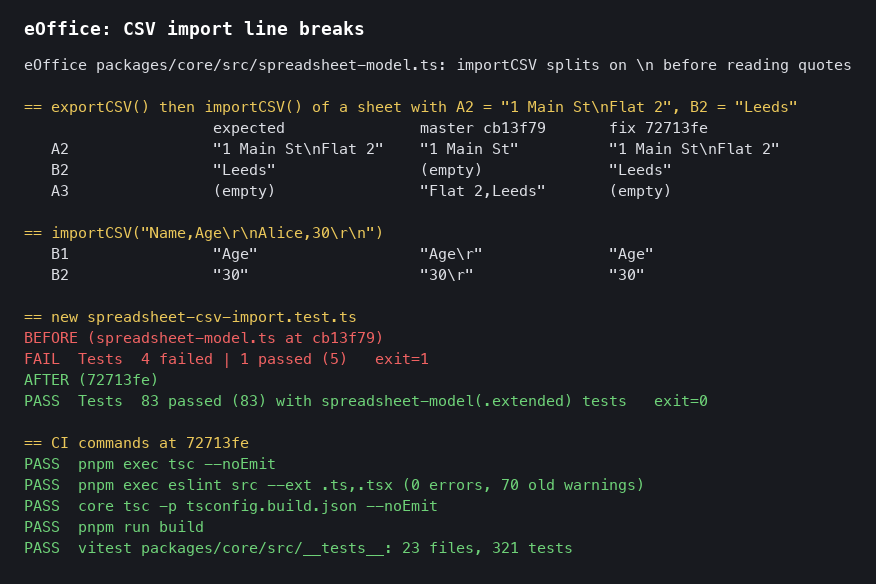 eOffice: CSV import line breaks
eOffice packages/core/src/spreadsheet-model.ts: importCSV splits on \n before reading quotes
== exportCSV() then importCSV() of a sheet with A2 = "1 Main St\nFlat 2", B2 = "Leeds"
expected master cb13f79 fix 72713fe
A2 "1 Main St\nFlat 2" "1 Main St" "1 Main St\nFlat 2"
B2 "Leeds" (empty) "Leeds"
A3 (empty) "Flat 2,Leeds" (empty)
== importCSV("Name,Age\r\nAlice,30\r\n")
B1 "Age" "Age\r" "Age"
B2 "30" "30\r" "30"
== new spreadsheet-csv-import.test.ts
BEFORE (spreadsheet-model.ts at cb13f79)
FAIL Tests 4 failed | 1 passed (5) exit=1
AFTER (72713fe)
PASS Tests 83 passed (83) with spreadsheet-model(.extended) tests exit=0
== CI commands at 72713fe
PASS pnpm exec tsc --noEmit
PASS pnpm exec eslint src --ext .ts,.tsx (0 errors, 70 old warnings)
PASS core tsc -p tsconfig.build.json --noEmit
PASS pnpm run build
PASS vitest packages/core/src/__tests__: 23 files, 321 tests